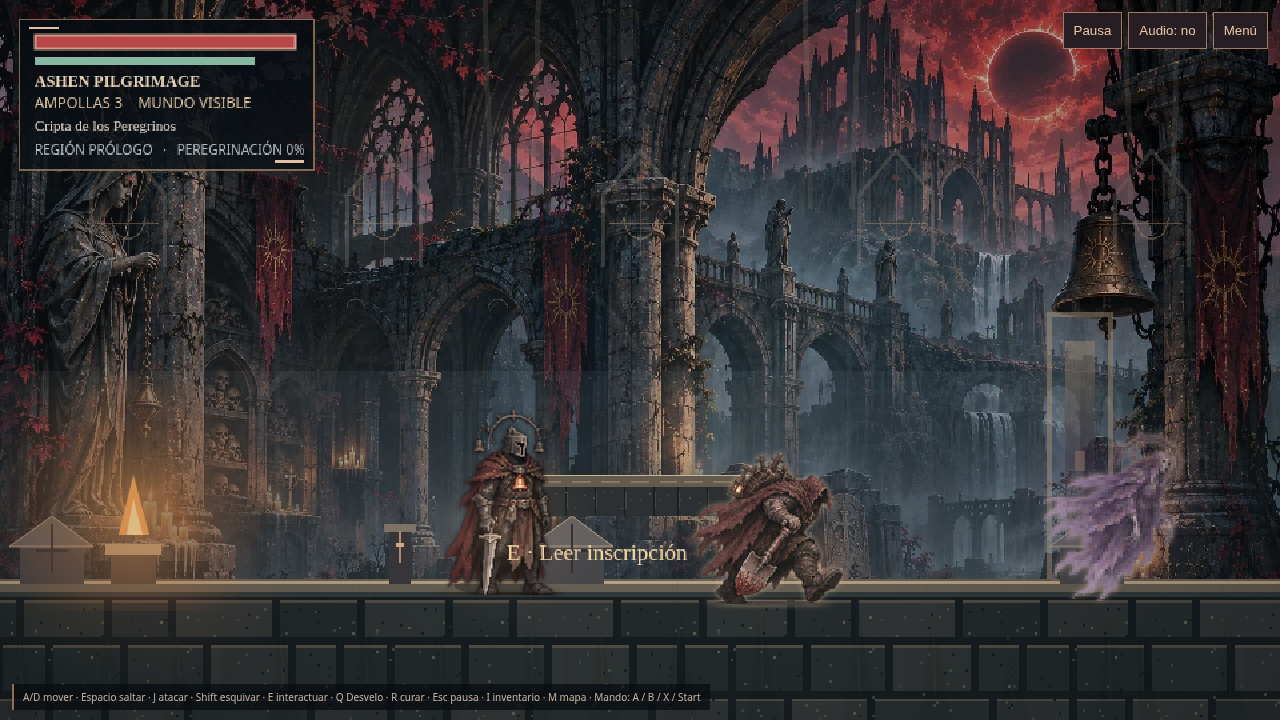 Pausa
Audio: no
Menú
ASHEN PILGRIMAGE
AMPOLLAS 3 MUNDO VISIBLE
Cripta de los Peregrinos
REGIÓN PRÓLOGO · PEREGRINACIÓN 0%
E · Leer inscripción
A/D mover · Espacio saltar · J atacar · Shift esquivar · E interactuar · Q Desvelo · R curar · Esc pausa · I inventario · M mapa · Mando: A / B / X / Start